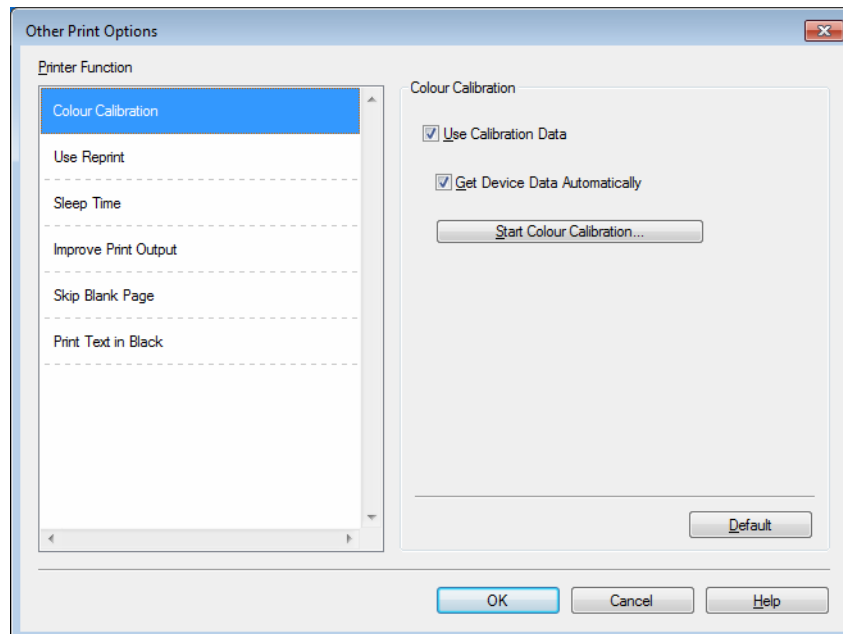 Other Print Options
Printer Function
Colour Calibration
Use Reprint
Sleep Time
Improve Print Output
Skip Blank Page
Print Text in Black
Colour Calibration
Use Calibration Data
Get Device Data Automatically
Start Colour Calibration...
Default
OK Cancel Help